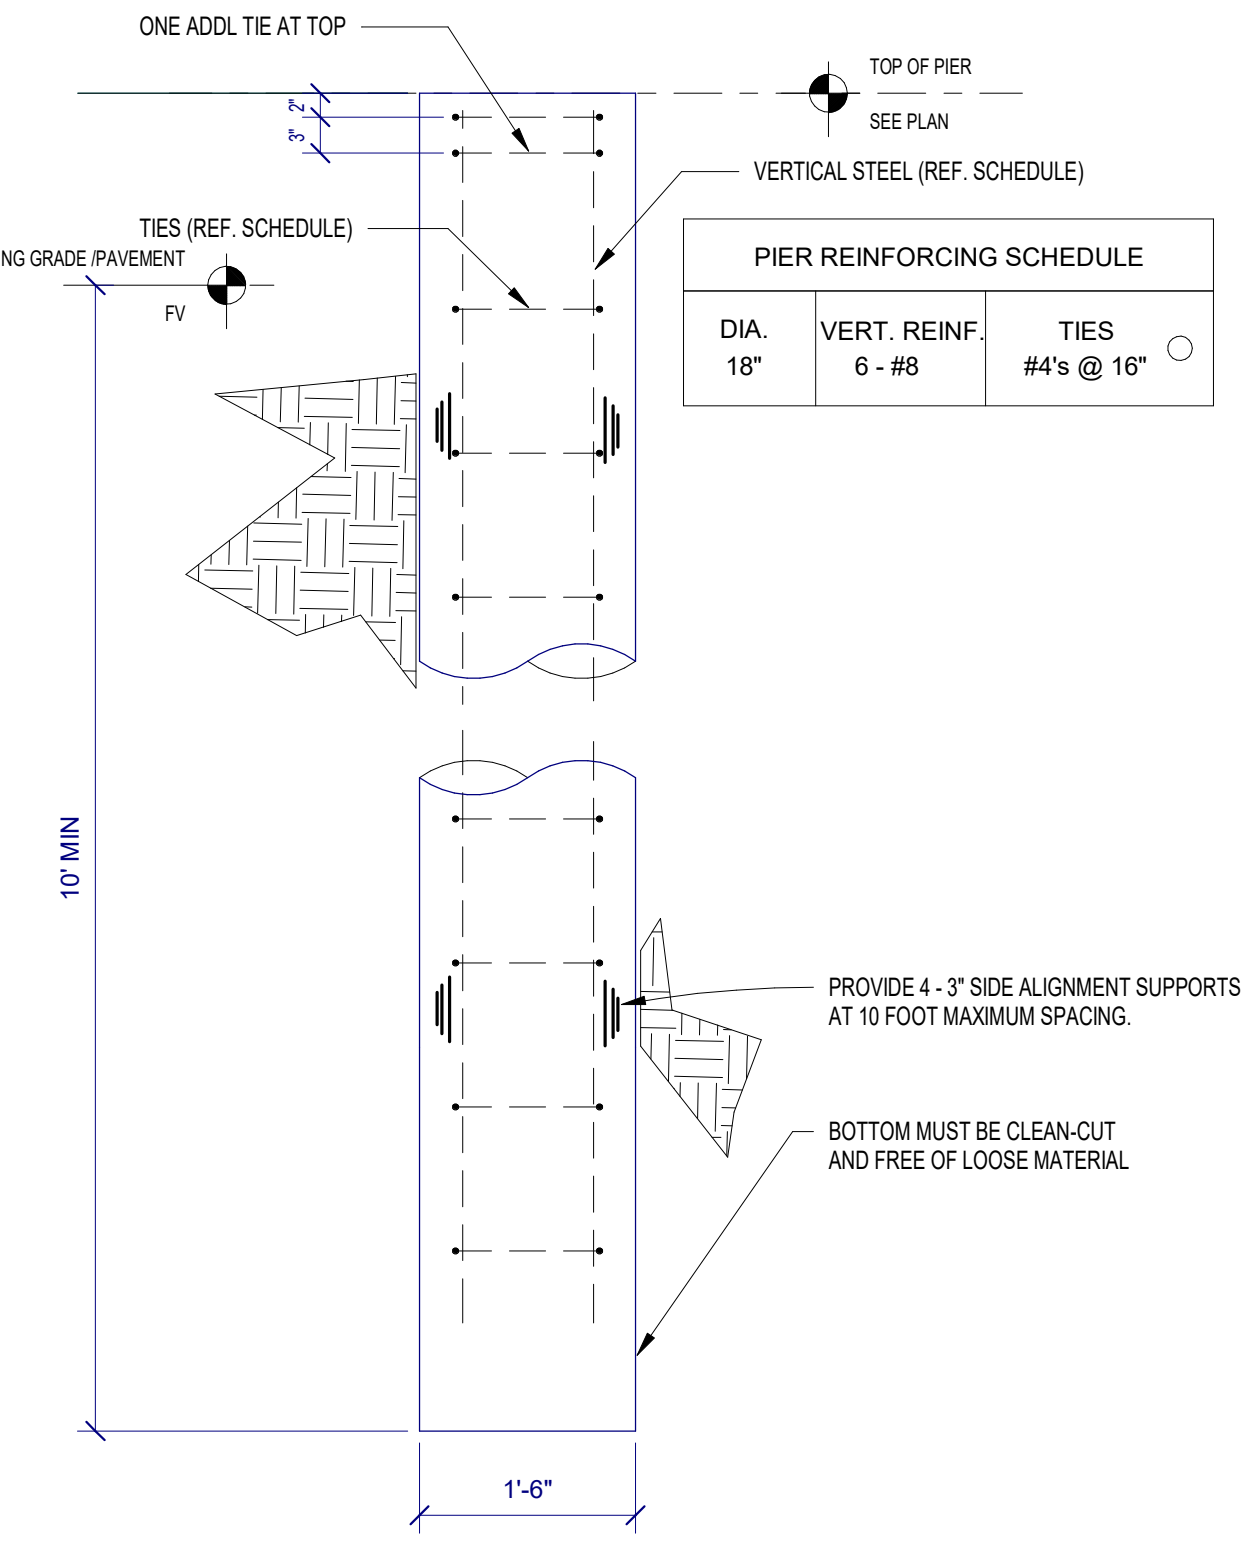 ONE ADDL TIE AT TOP
TOP OF PIER
SEE PLAN
2"
3"
VERTICAL STEEL (REF. SCHEDULE)
TIES (REF. SCHEDULE)
NG GRADE /PAVEMENT
FV
PIER REINFORCING SCHEDULE
DIA.
18"
VERT. REINF.
6 - #8
TIES
#4's @ 16"
10' MIN
PROVIDE 4 - 3" SIDE ALIGNMENT SUPPORTS
AT 10 FOOT MAXIMUM SPACING.
BOTTOM MUST BE CLEAN-CUT
AND FREE OF LOOSE MATERIAL
1'-6"